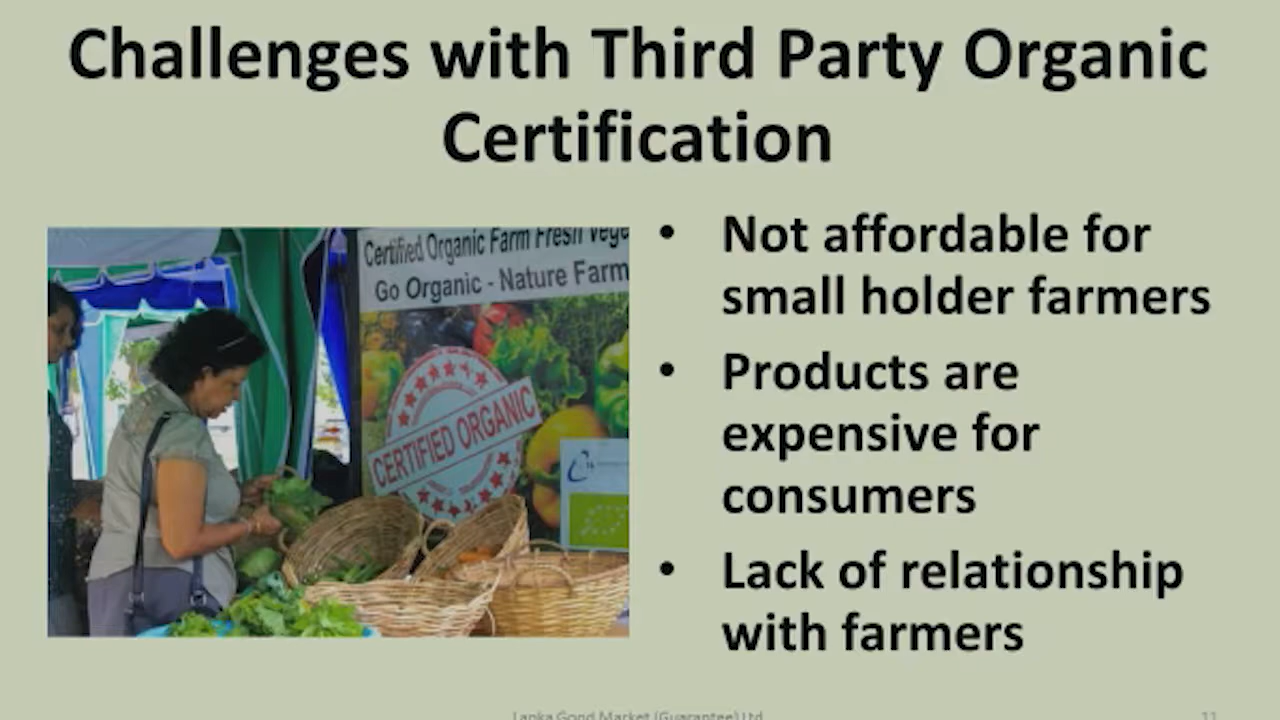 Challenges with Third Party Organic
Certification
Certified Organic Farm Fresh Vege
Go Organic - Nature Farm
CERTIFIED ORGANIC
• Not affordable for
small holder farmers
• Products are
expensive for
consumers
• Lack of relationship
with farmers
Lanka Good Market (Guarantee) Ltd
11